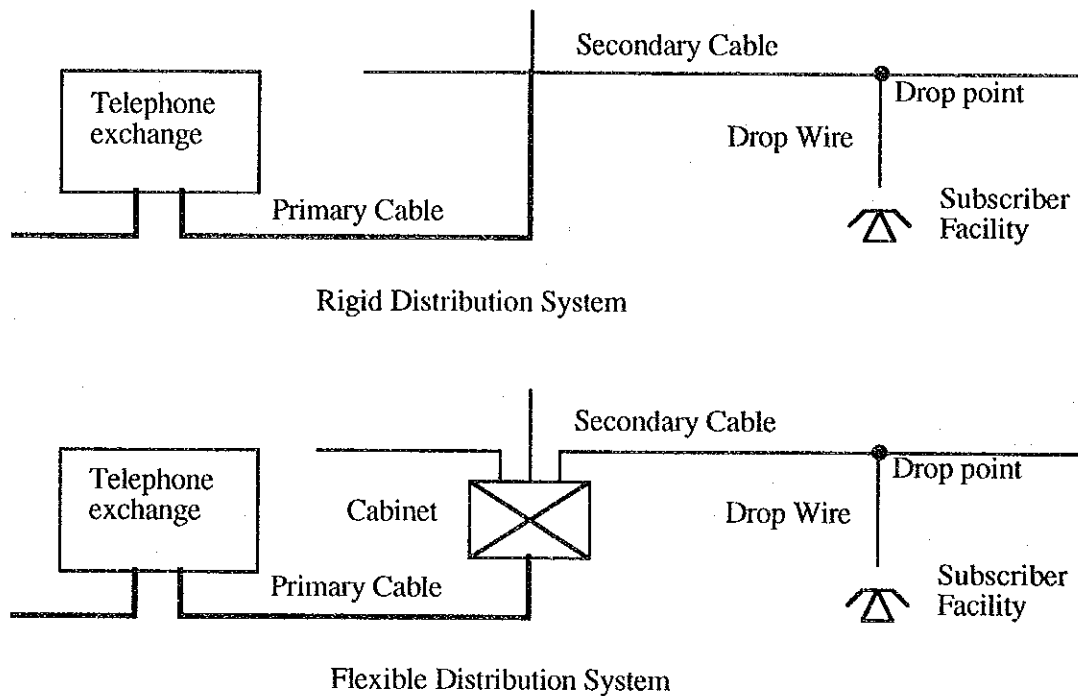 Secondary Cable
Telephone
exchange
Drop point
Drop Wire
Primary Cable
Subscriber
Facility
Rigid Distribution System
Secondary Cable
Telephone
exchange
Cabinet
Drop point
Drop Wire
Primary Cable
Subscriber
Facility
Flexible Distribution System